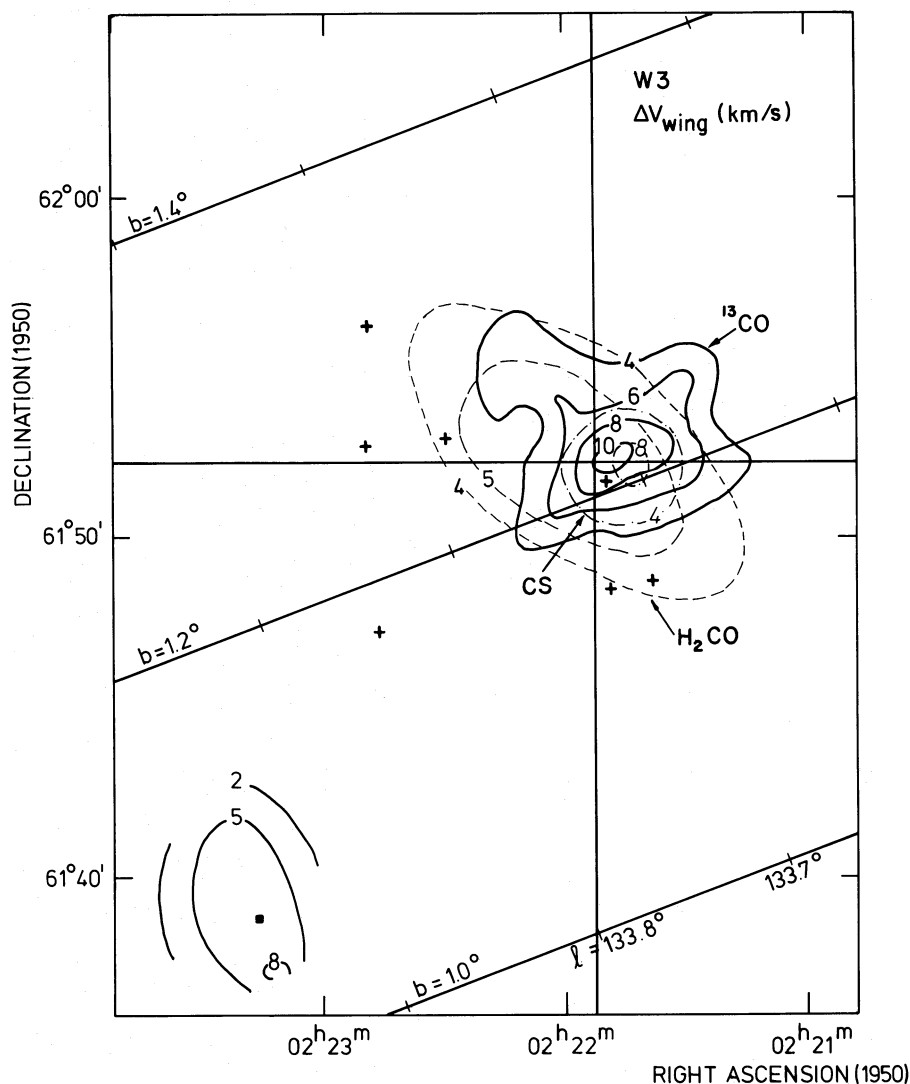 W3
ΔVwing (km/s)
62°00'
b=1.4°
¹³CO
4
6
8
10
8
5
4
4
DECLINATION (1950)
61°50'
CS
H₂CO
b=1.2°
2
5
61°40'
133.7°
(8)
ℓ = 133.8°
b=1.0°
02ʰ23ᵐ
02ʰ22ᵐ
02ʰ21ᵐ
RIGHT ASCENSION (1950)